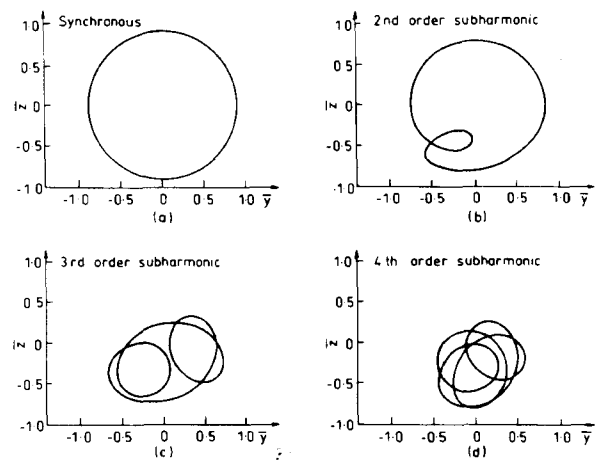 Synchronous
1·0
0·5
z̄ 0
-0·5
-1·0
-1·0 -0·5 0 0·5 1·0 ȳ
(a)
2nd order subharmonic
1·0
0·5
z̄ 0
-0·5
-1·0
-1·0 -0·5 0 0·5 1·0 ȳ
(b)
3rd order subharmonic
1·0
0·5
z̄ 0
-0·5
-1·0
-1·0 -0·5 0 0·5 1·0 ȳ
(c)
4th order subharmonic
1·0
0·5
z̄ 0
-0·5
-1·0
-1·0 -0·5 0 0·5 1·0 ȳ
(d)